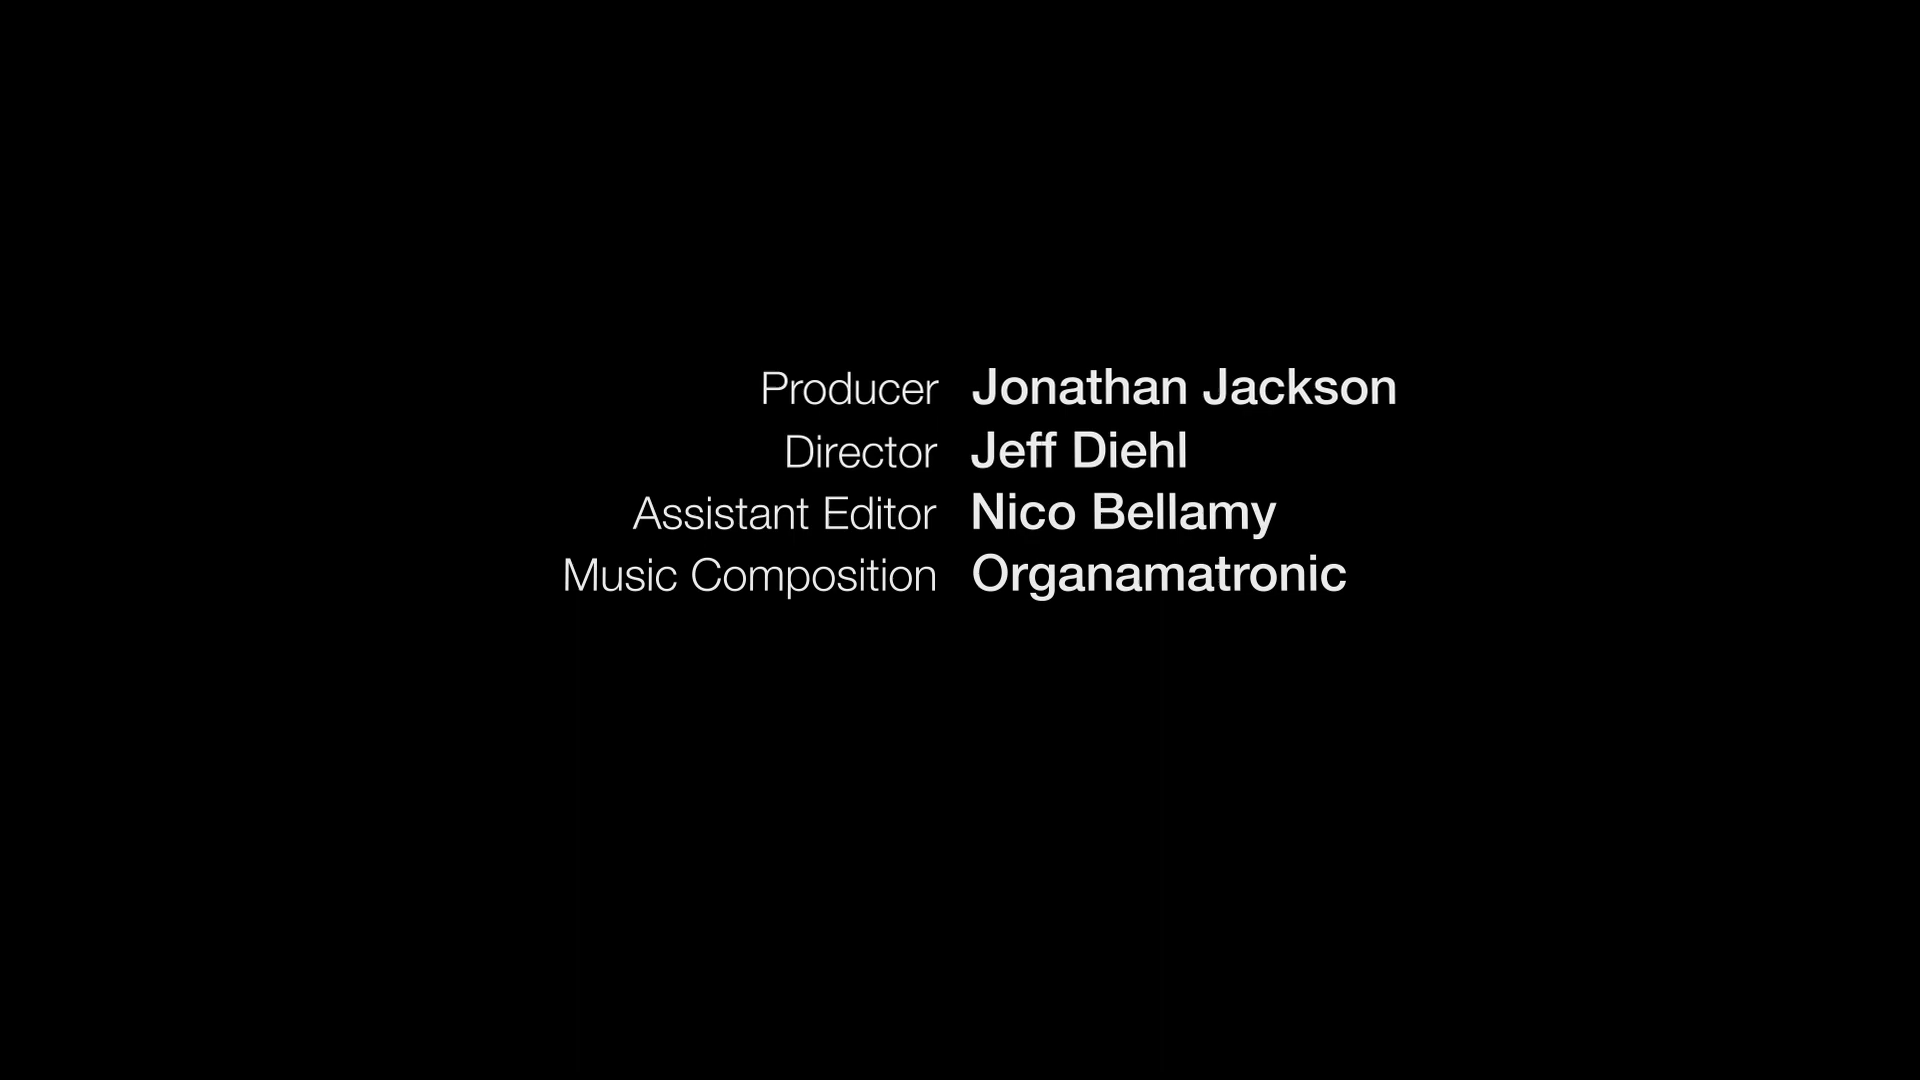 Producer Jonathan Jackson
Director Jeff Diehl
Assistant Editor Nico Bellamy
Music Composition Organamatronic